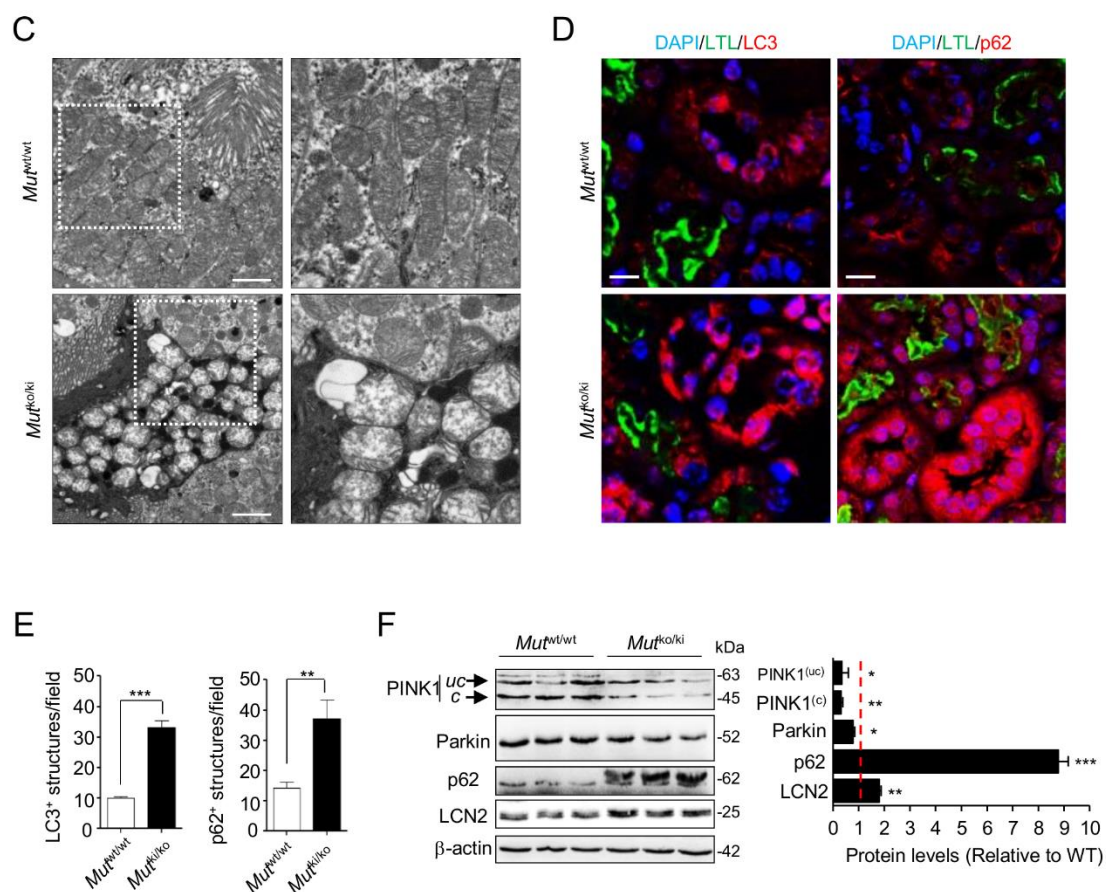 C
Mut wt/wt
Mut ko/ki
D
DAPI/LTL/LC3
DAPI/LTL/p62
Mut wt/wt
Mut ko/ki
E
LC3⁺ structures/field
50
40
30
20
10
0
***
Mut wt/wt
Mut ki/ko
p62⁺ structures/field
50
40
30
20
10
0
**
Mut wt/wt
Mut ki/ko
F
Mut wt/wt Mut ko/ki kDa
PINK1 uc c
-63
-45
Parkin -52
p62 -62
LCN2 -25
β-actin -42
PINK1(uc) *
PINK1(c) **
Parkin *
p62 ***
LCN2 **
0 1 2 3 4 5 6 7 8 9 10
Protein levels (Relative to WT)